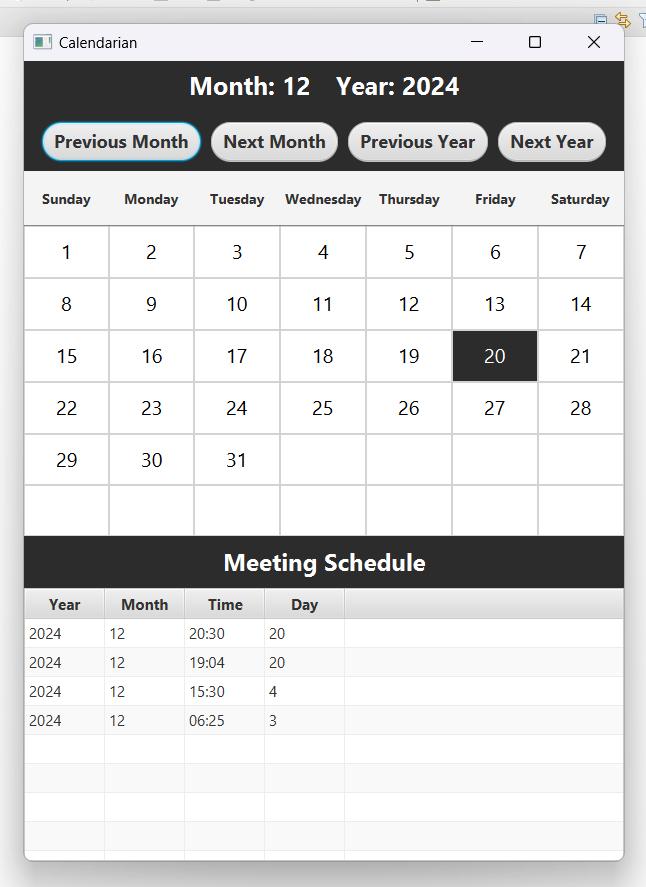 Calendarian
Month: 12 Year: 2024
Previous Month Next Month Previous Year Next Year
Sunday Monday Tuesday Wednesday Thursday Friday Saturday
1 2 3 4 5 6 7
8 9 10 11 12 13 14
15 16 17 18 19 20 21
22 23 24 25 26 27 28
29 30 31
Meeting Schedule
Year Month Time Day
2024 12 20:30 20
2024 12 19:04 20
2024 12 15:30 4
2024 12 06:25 3